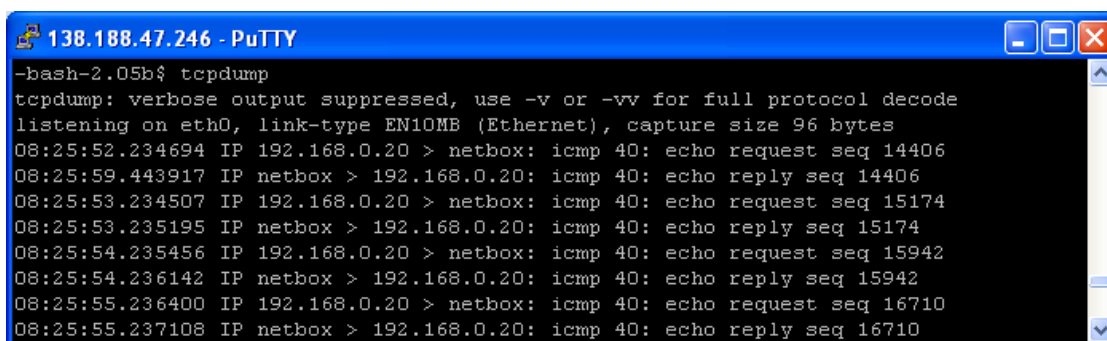 138.188.47.246 - PuTTY
-bash-2.05b$ tcpdump
tcpdump: verbose output suppressed, use -v or -vv for full protocol decode
listening on eth0, link-type EN10MB (Ethernet), capture size 96 bytes
08:25:52.234694 IP 192.168.0.20 > netbox: icmp 40: echo request seq 14406
08:25:59.443917 IP netbox > 192.168.0.20: icmp 40: echo reply seq 14406
08:25:53.234507 IP 192.168.0.20 > netbox: icmp 40: echo request seq 15174
08:25:53.235195 IP netbox > 192.168.0.20: icmp 40: echo reply seq 15174
08:25:54.235456 IP 192.168.0.20 > netbox: icmp 40: echo request seq 15942
08:25:54.236142 IP netbox > 192.168.0.20: icmp 40: echo reply seq 15942
08:25:55.236400 IP 192.168.0.20 > netbox: icmp 40: echo request seq 16710
08:25:55.237108 IP netbox > 192.168.0.20: icmp 40: echo reply seq 16710